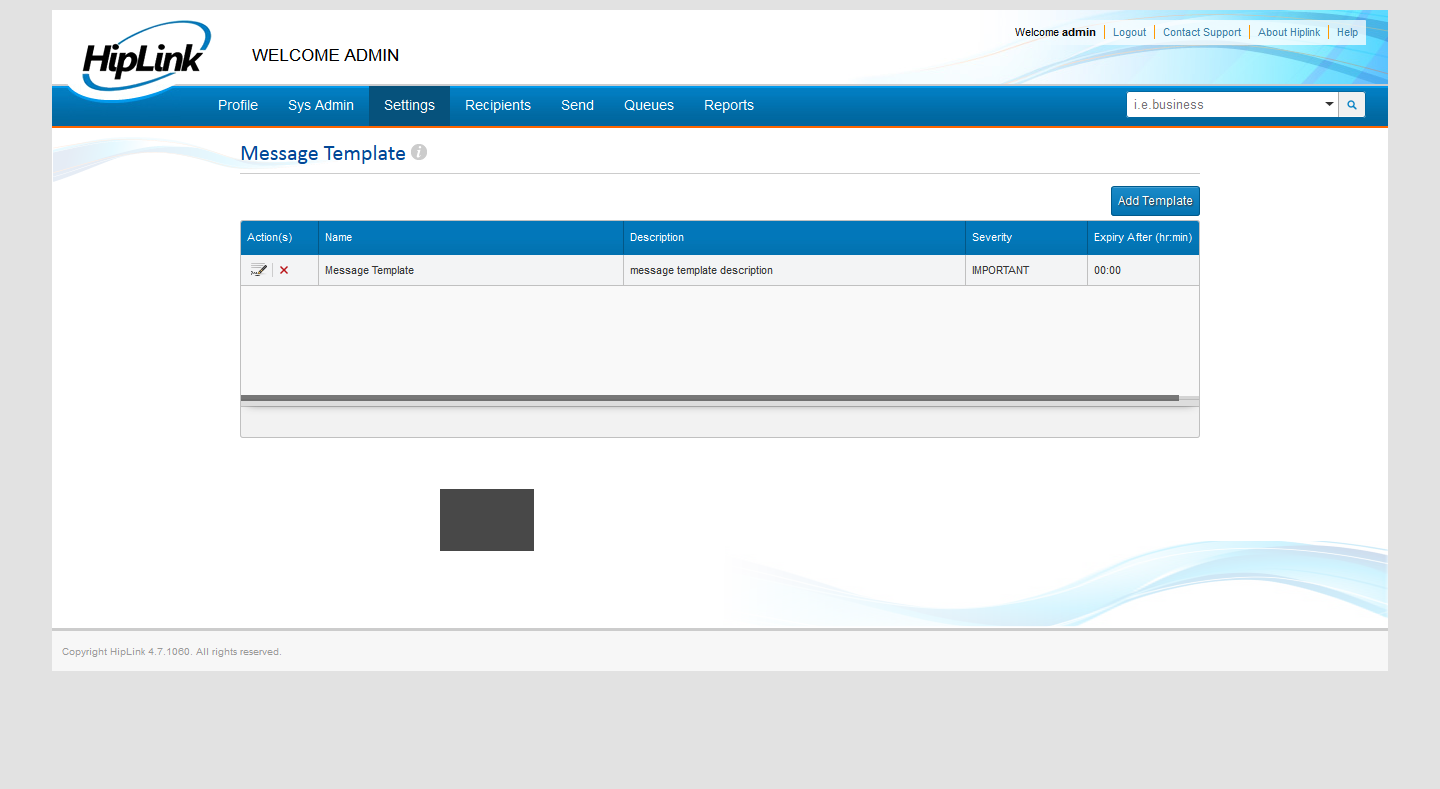 HipLink
WELCOME ADMIN
Welcome admin Logout Contact Support About Hiplink Help
Profile Sys Admin Settings Recipients Send Queues Reports
i.e.business
Message Template
Add Template
Action(s) Name Description Severity Expiry After (hr:min)
Message Template message template description IMPORTANT 00:00
Copyright HipLink 4.7.1060. All rights reserved.